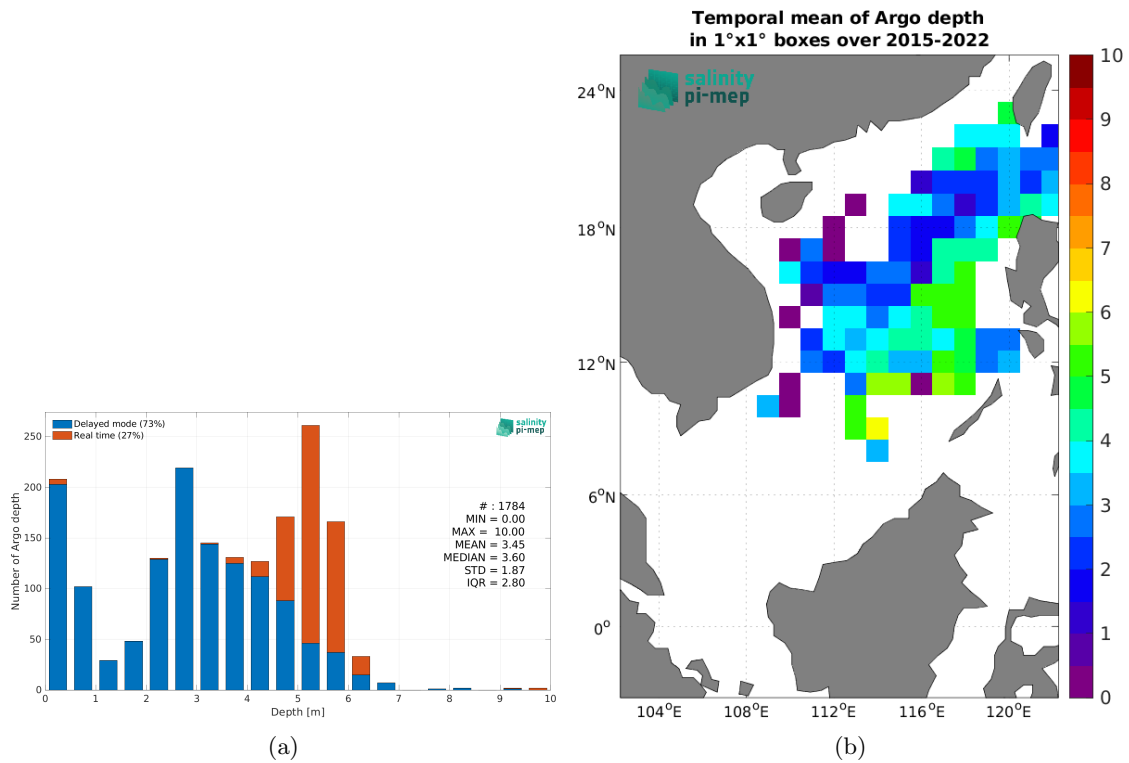 Temporal mean of Argo depth
in 1°x1° boxes over 2015-2022
salinity
pi-mep
24°N
18°N
12°N
6°N
0°
104°E
108°E
112°E
116°E
120°E
10
9
8
7
6
5
4
3
2
1
0
Delayed mode (73%)
Real time (27%)
salinity
pi-mep
# : 1784
MIN = 0.00
MAX = 10.00
MEAN = 3.45
MEDIAN = 3.60
STD = 1.87
IQR = 2.80
Number of Argo depth
250
200
150
100
50
0
0 1 2 3 4 5 6 7 8 9 10
Depth [m]
(a)
(b)